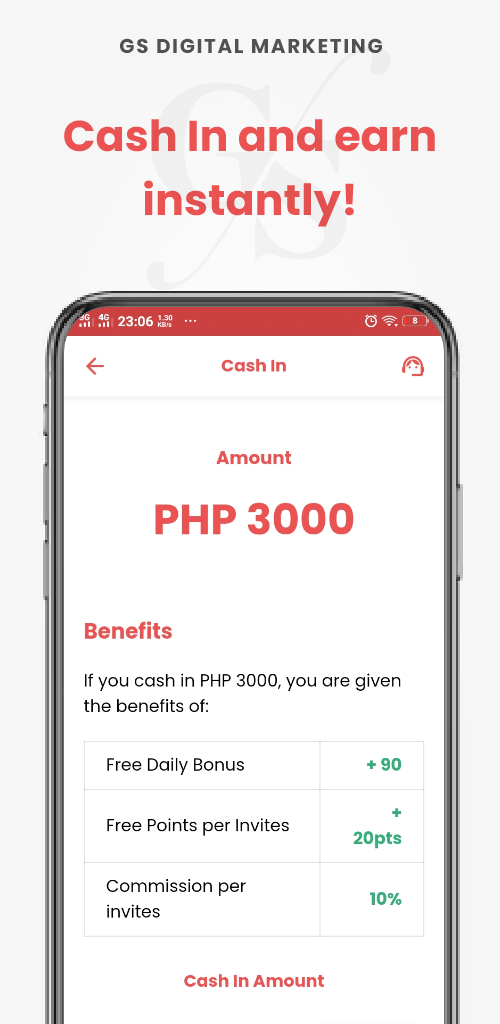 GS DIGITAL MARKETING
Cash In and earn
instantly!
3G 4G 23:06 1.30 KB/s ... 8
Cash In
Amount
PHP 3000
Benefits
If you cash in PHP 3000, you are given
the benefits of:
Free Daily Bonus + 90
Free Points per Invites +
20pts
Commission per
invites 10%
Cash In Amount